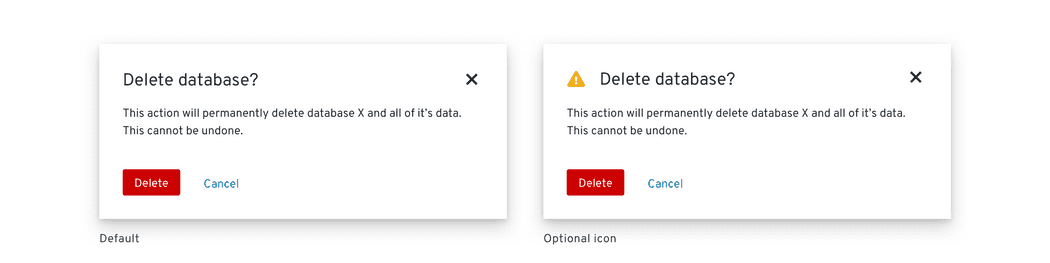 Delete database?
This action will permanently delete database X and all of it's data.
This cannot be undone.
Delete
Cancel
Default
Delete database?
This action will permanently delete database X and all of it's data.
This cannot be undone.
Delete
Cancel
Optional icon